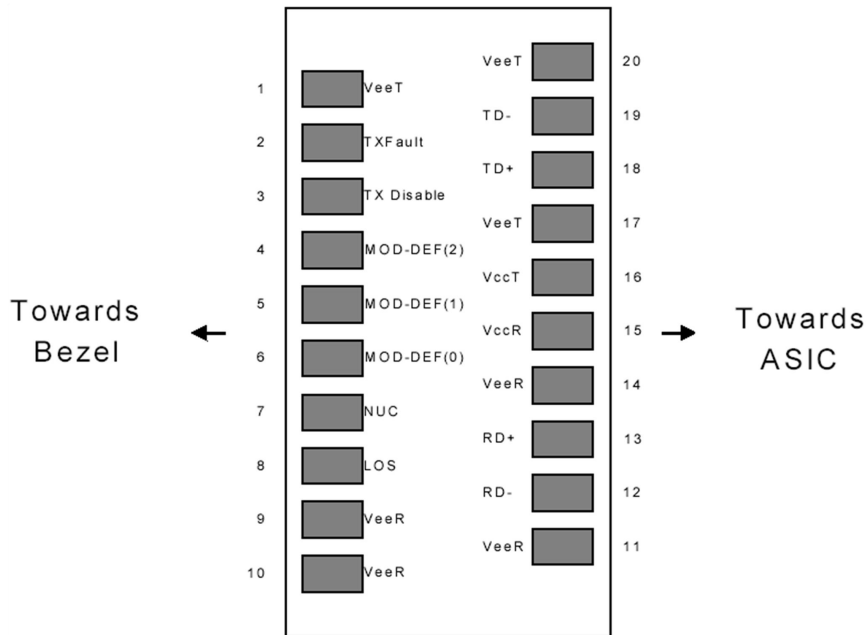 VeeT 20
1 VeeT
TD- 19
2 TXFault
TD+ 18
3 TX Disable
VeeT 17
4 MOD-DEF(2)
VccT 16
5 MOD-DEF(1)
Towards
Bezel
VccR 15
Towards
ASIC
6 MOD-DEF(0)
VeeR 14
7 NUC
RD+ 13
8 LOS
RD- 12
9 VeeR
VeeR 11
10 VeeR